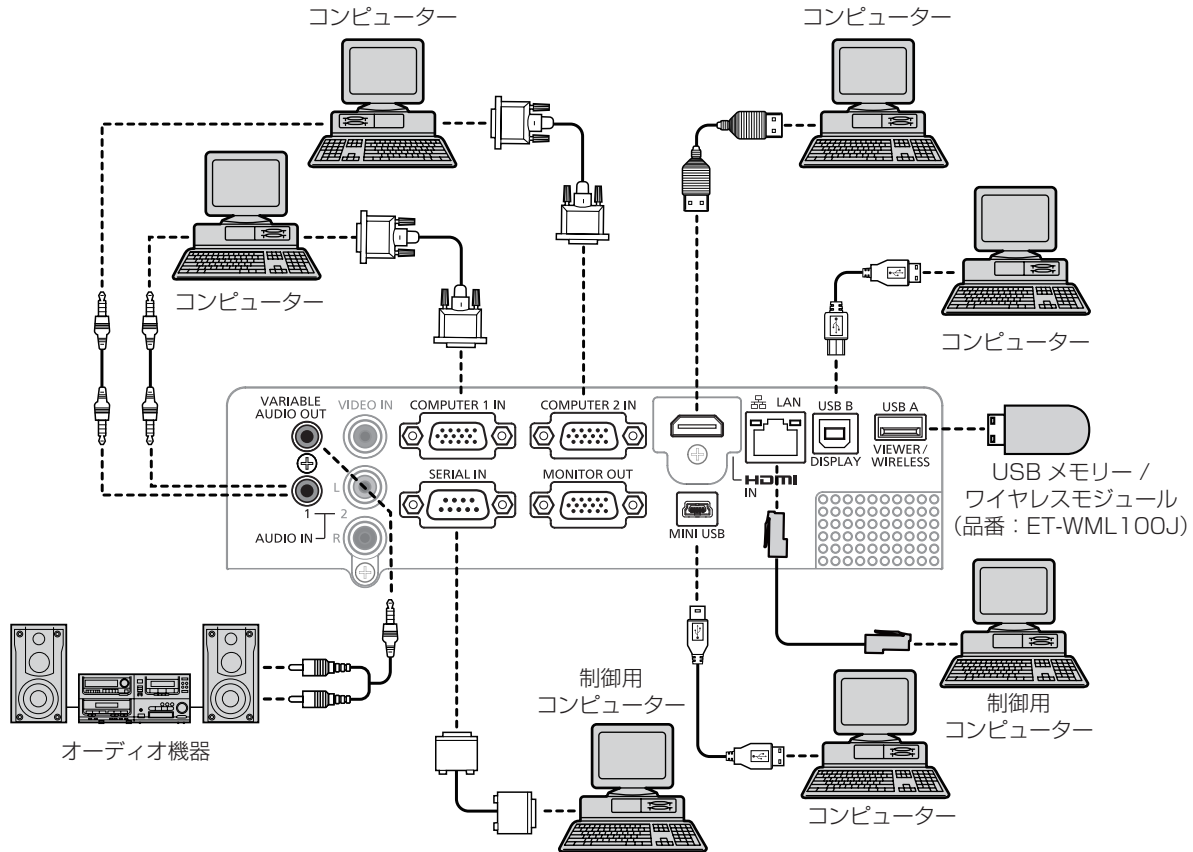 コンピューター
コンピューター
コンピューター
コンピューター
VARIABLE
AUDIO OUT
VIDEO IN
COMPUTER 1 IN
COMPUTER 2 IN
LAN
USB B
USB A
DISPLAY
VIEWER /
WIRELESS
SERIAL IN
MONITOR OUT
HDMI
IN
MINI USB
L
1
2
AUDIO IN
R
USB メモリー /
ワイヤレスモジュール
（品番：ET-WML100J）
オーディオ機器
制御用
コンピューター
制御用
コンピューター
コンピューター